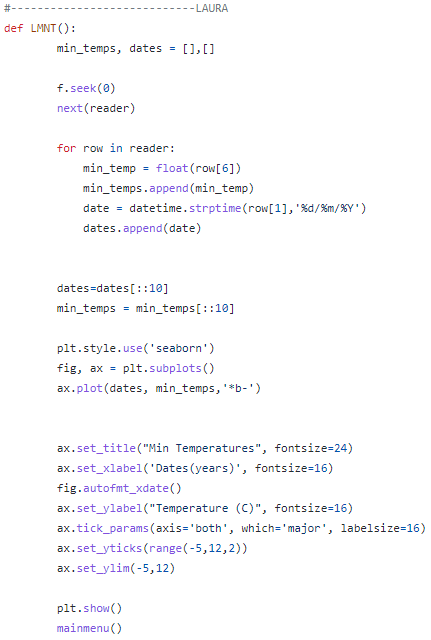 #----------------------------LAURA
def LMNT():
        min_temps, dates = [],[]

        f.seek(0)
        next(reader)

        for row in reader:
            min_temp = float(row[6])
            min_temps.append(min_temp)
            date = datetime.strptime(row[1],'%d/%m/%Y')
            dates.append(date)


        dates=dates[::10]
        min_temps = min_temps[::10]

        plt.style.use('seaborn')
        fig, ax = plt.subplots()
        ax.plot(dates, min_temps,'*b-')


        ax.set_title("Min Temperatures", fontsize=24)
        ax.set_xlabel('Dates(years)', fontsize=16)
        fig.autofmt_xdate()
        ax.set_ylabel("Temperature (C)", fontsize=16)
        ax.tick_params(axis='both', which='major', labelsize=16)
        ax.set_yticks(range(-5,12,2))
        ax.set_ylim(-5,12)

        plt.show()
        mainmenu()